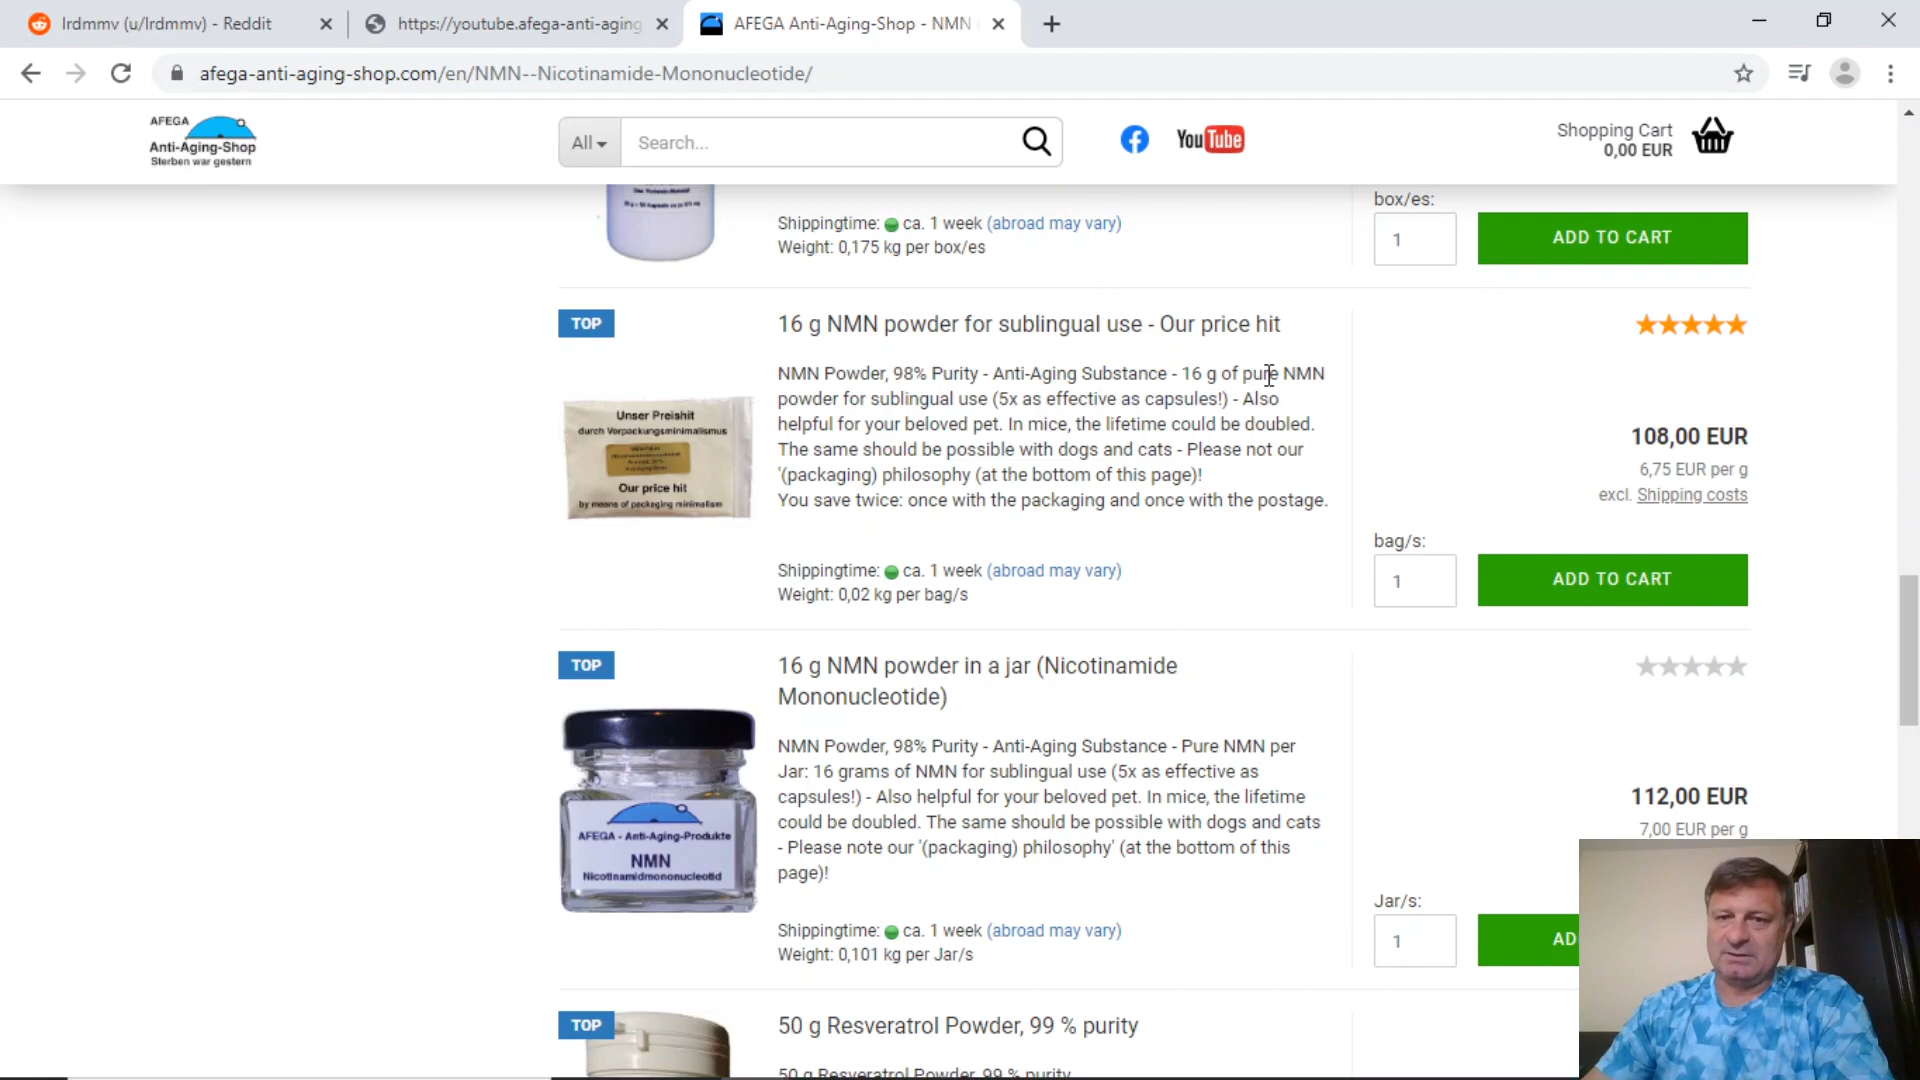 lrdmmv (u/lrdmmv) - Reddit
https://youtube.afega-anti-aging
AFEGA Anti-Aging-Shop - NMN
afega-anti-aging-shop.com/en/NMN--Nicotinamide-Mononucleotide/
AFEGA
Anti-Aging-Shop
Sterben war gestern
All
Search...
YouTube
Shopping Cart
0,00 EUR
Shippingtime: ca. 1 week (abroad may vary)
Weight: 0,175 kg per box/es
box/es:
1
ADD TO CART
TOP
16 g NMN powder for sublingual use - Our price hit
NMN Powder, 98% Purity - Anti-Aging Substance - 16 g of pure NMN
powder for sublingual use (5x as effective as capsules!) - Also
helpful for your beloved pet. In mice, the lifetime could be doubled.
The same should be possible with dogs and cats - Please not our
'(packaging) philosophy (at the bottom of this page)!
You save twice: once with the packaging and once with the postage.
Unser Preishit
durch Verpackungsminimalismus
Our price hit
by means of packaging minimalism
Shippingtime: ca. 1 week (abroad may vary)
Weight: 0,02 kg per bag/s
108,00 EUR
6,75 EUR per g
excl. Shipping costs
bag/s:
1
ADD TO CART
TOP
16 g NMN powder in a jar (Nicotinamide
Mononucleotide)
NMN Powder, 98% Purity - Anti-Aging Substance - Pure NMN per
Jar: 16 grams of NMN for sublingual use (5x as effective as
capsules!) - Also helpful for your beloved pet. In mice, the lifetime
could be doubled. The same should be possible with dogs and cats
- Please note our '(packaging) philosophy' (at the bottom of this
page)!
AFEGA - Anti-Aging-Produkte
NMN
Nicotinamidmononucleotid
Shippingtime: ca. 1 week (abroad may vary)
Weight: 0,101 kg per Jar/s
112,00 EUR
7,00 EUR per g
Jar/s:
1
AD
TOP
50 g Resveratrol Powder, 99 % purity
50 g Resveratrol Powder, 99 % purity